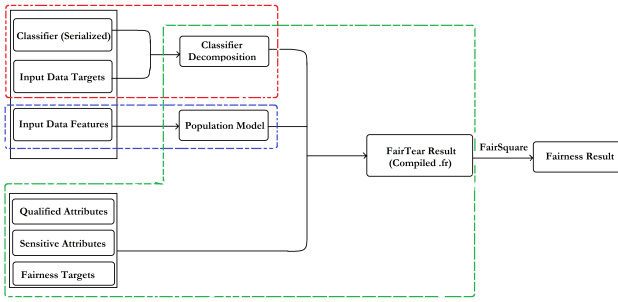 Classifier (Serialized)
Input Data Targets
Classifier
Decomposition
Input Data Features
Population Model
FairTear Result
(Compiled .fr)
FairSquare
Fairness Result
Qualified Attributes
Sensitive Attributes
Fairness Targets